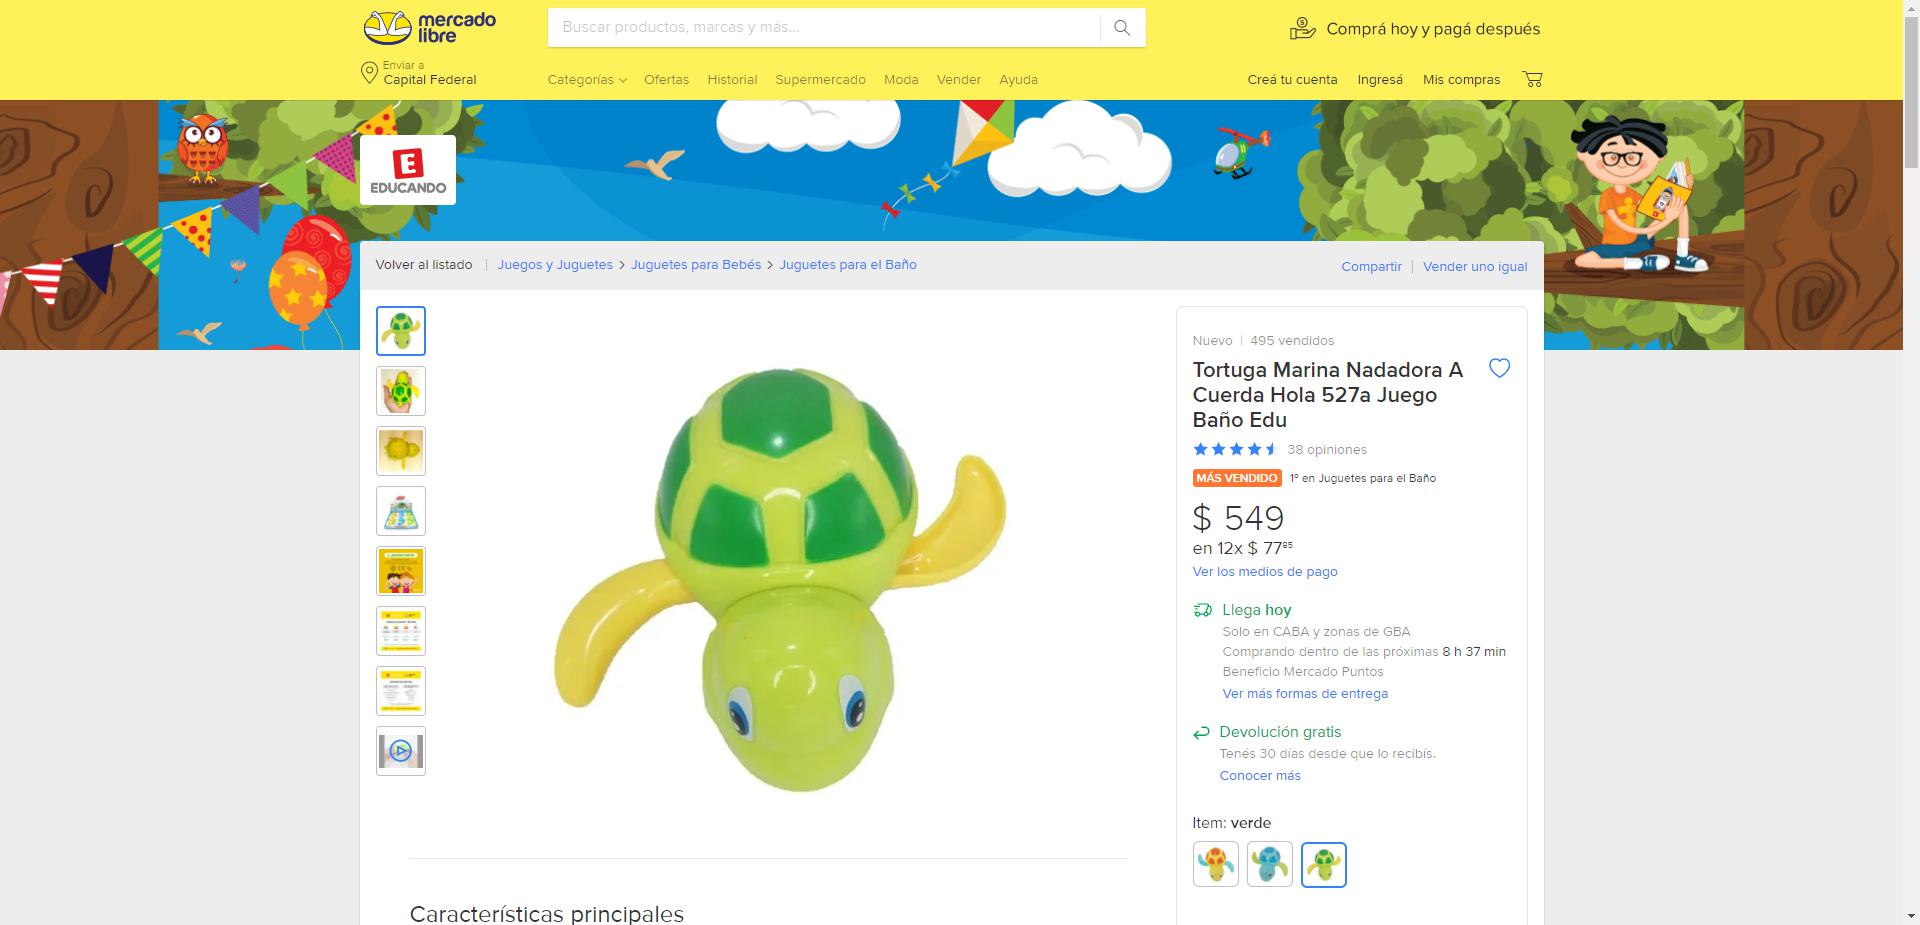 mercado
libre
Buscar productos, marcas y más...
Comprá hoy y pagá después
Enviar a
Capital Federal
Categorías
Ofertas
Historial
Supermercado
Moda
Vender
Ayuda
Creá tu cuenta
Ingresá
Mis compras
E
EDUCANDO
Volver al listado
Juegos y Juguetes > Juguetes para Bebés > Juguetes para el Baño
Compartir
Vender uno igual
Nuevo | 495 vendidos
Tortuga Marina Nadadora A
Cuerda Hola 527a Juego
Baño Edu
38 opiniones
MÁS VENDIDO 1º en Juguetes para el Baño
$ 549
en 12x $ 77⁸⁵
Ver los medios de pago
Llega hoy
Solo en CABA y zonas de GBA
Comprando dentro de las próximas 8 h 37 min
Beneficio Mercado Puntos
Ver más formas de entrega
Devolución gratis
Tenés 30 días desde que lo recibís.
Conocer más
Item: verde
Características principales